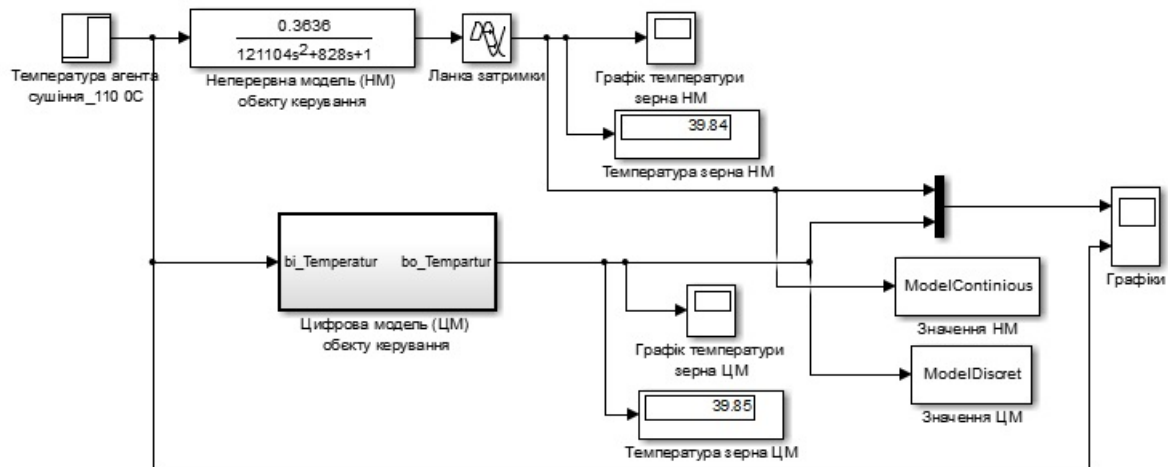 0.3636
121104s²+828s+1
Температура агента
сушіння_110 0С
Неперервна модель (НМ)
обєкту керування
Ланка затримки
Графік температури
зерна НМ
39.84
Температура зерна НМ
bi_Temperatur
bo_Tempartur
Цифрова модель (ЦМ)
обєкту керування
Графік температури
зерна ЦМ
39.85
Температура зерна ЦМ
ModelContinious
Значення НМ
ModelDiscret
Значення ЦМ
Графіки